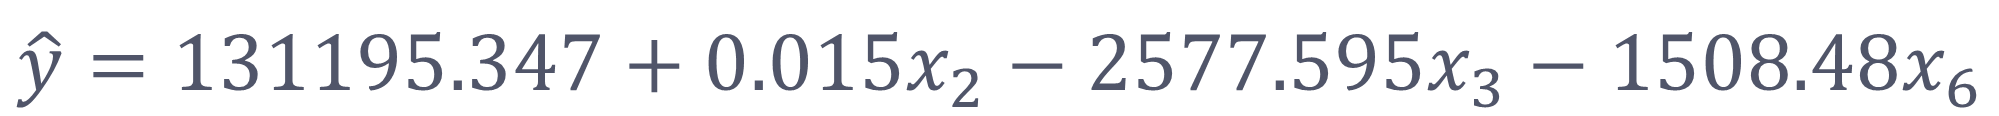 ŷ = 131195.347 + 0.015x₂ − 2577.595x₃ − 1508.48x₆